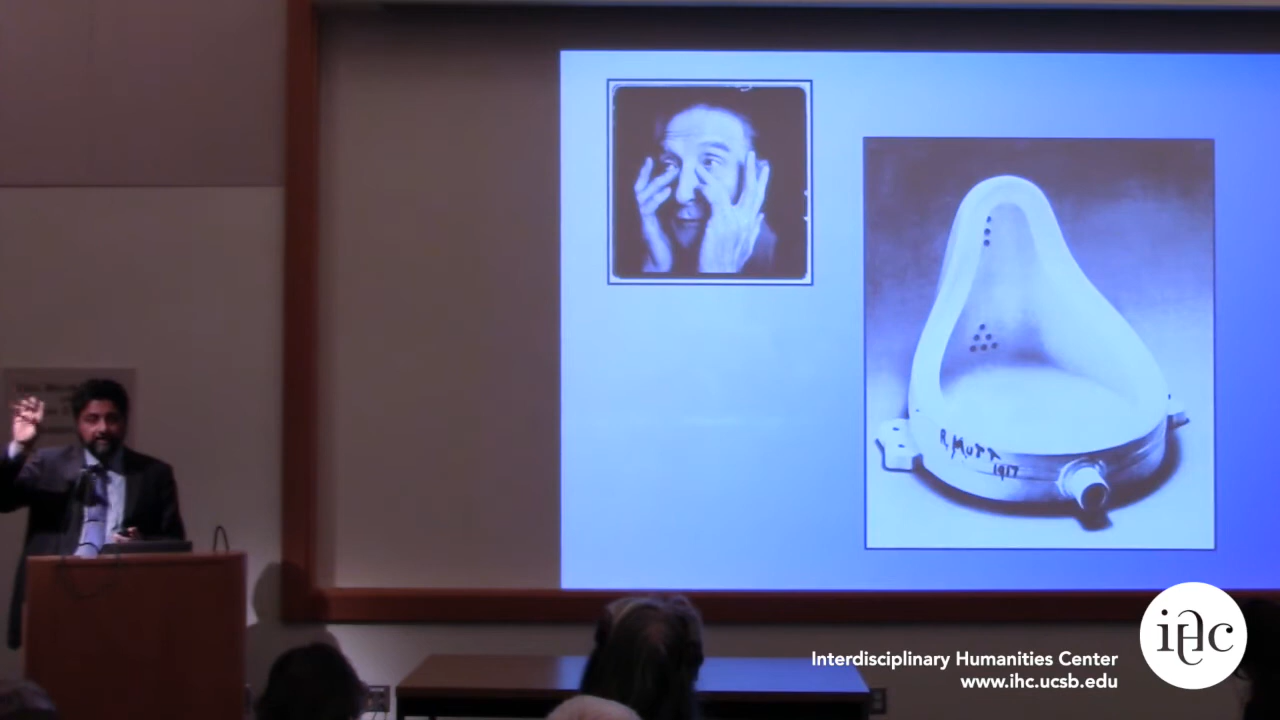 R. MUTT
1917
Interdisciplinary Humanities Center
www.ihc.ucsb.edu
ihc